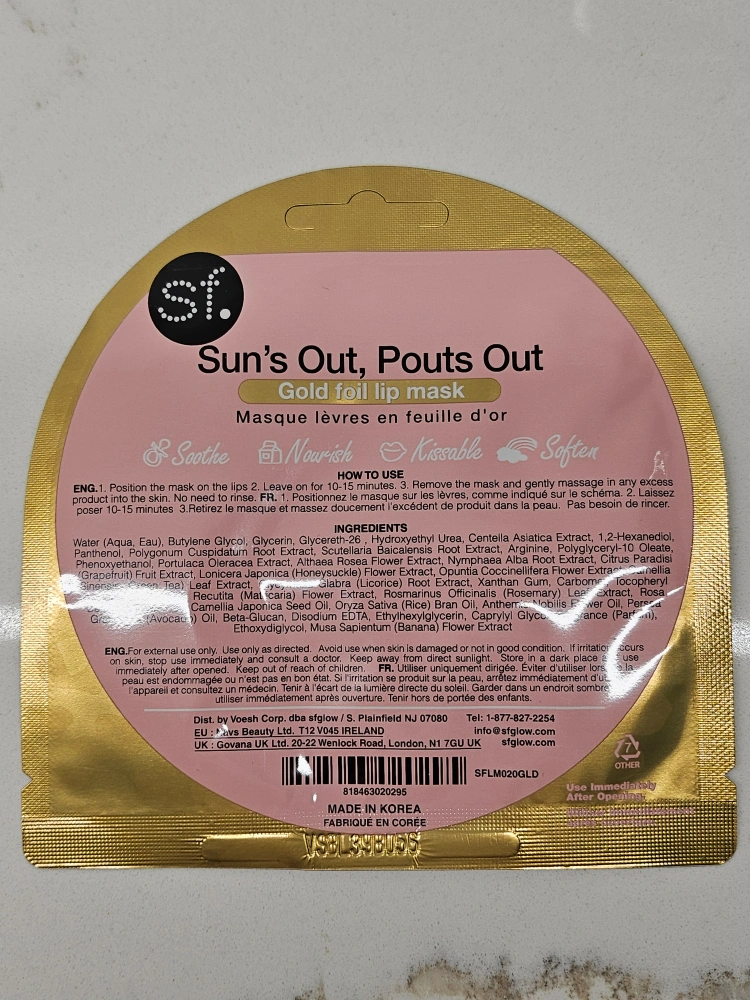 sf.
Sun's Out, Pouts Out
Gold foil lip mask
Masque lèvres en feuille d'or
Soothe Nourish Kissable Soften
HOW TO USE
ENG.1. Position the mask on the lips 2. Leave on for 10-15 minutes. 3. Remove the mask and gently massage in any excess
product into the skin. No need to rinse. FR. 1. Positionnez le masque sur les lèvres, comme indiqué sur le schéma. 2. Laissez
poser 10-15 minutes 3.Retirez le masque et massez doucement l'excédent de produit dans la peau. Pas besoin de rincer.
INGREDIENTS
Water (Aqua, Eau), Butylene Glycol, Glycerin, Glycereth-26 , Hydroxyethyl Urea, Centella Asiatica Extract, 1,2-Hexanediol,
Panthenol, Polygonum Cuspidatum Root Extract, Scutellaria Baicalensis Root Extract, Arginine, Polyglyceryl-10 Oleate,
Phenoxyethanol, Portulaca Oleracea Extract, Althaea Rosea Flower Extract, Nymphaea Alba Root Extract, Citrus Paradisi
(Grapefruit) Fruit Extract, Lonicera Japonica (Honeysuckle) Flower Extract, Opuntia Coccinellifera Flower Extract,
Leaf Extract, Glabra (Licorice) Root Extract, Xanthan Gum,
Recutita (Matricaria) Flower Extract, Rosmarinus Officinalis (Rosemary) Leaf Extract, Rosa
Camellia Japonica Seed Oil, Oryza Sativa (Rice) Bran Oil, Nobilis Flower Oil,
Oil, Beta-Glucan, Disodium EDTA, Ethylhexylglycerin, Caprylyl (Parfum),
Ethoxydiglycol, Musa Sapientum (Banana) Flower Extract
ENG.For external use only. Use only as directed. Avoid use when skin is damaged or not in good condition. If irritation occurs
on skin, stop use immediately and consult a doctor. Keep away from direct sunlight. Store in a dark place use
immediately after opened. Keep out of reach of children. FR. Utiliser uniquement dirigée. Éviter d'utiliser la
peau est endommagée ou n'est pas en bon état. Si l'irritation se produit sur la peau, arrêtez immédiatement
l'appareil et consultez un médecin. Tenir à l'écart de la lumière directe du soleil. Garder dans un endroit sombre
immédiatement après ouverture. Tenir hors de portée des enfants.
Dist. by Voesh Corp. dba sfglow / S. Plainfield NJ 07080 Tel: 1-877-827-2254
EU : Beauty Ltd. T12 V045 IRELAND info@sfglow.com
UK : Govana UK Ltd. 20-22 Wenlock Road, London, N1 7GU UK sfglow.com
SFLM020GLD
818463020295
MADE IN KOREA
FABRIQUÉ EN CORÉE
7
OTHER
Use Immediately
After Opening.